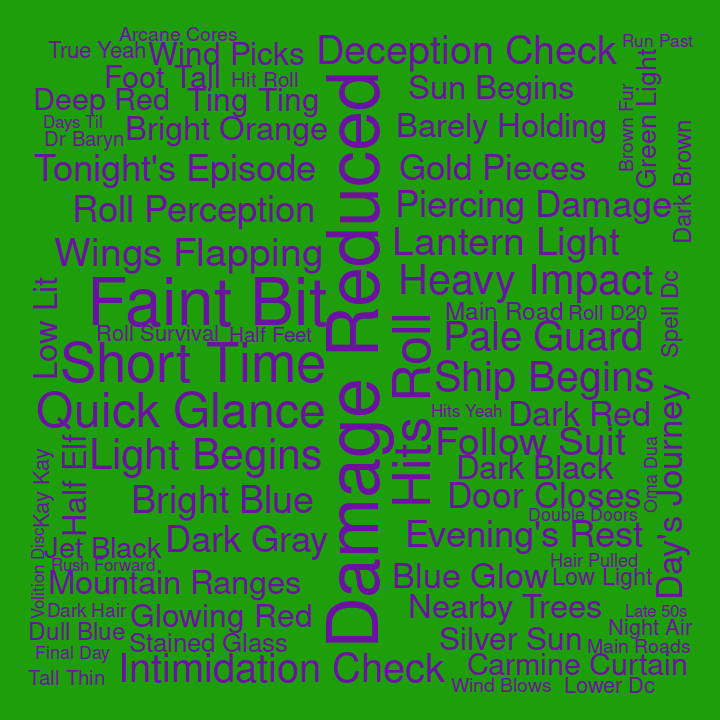 Arcane Cores
True Yeah
Wind Picks
Deception Check
Run Past
Foot Tall
Hit Roll
Sun Begins
Deep Red
Ting Ting
Green Light
Brown Fur
Days Til
Dr Baryn
Bright Orange
Barely Holding
Dark Brown
Tonight's Episode
Gold Pieces
Roll Perception
Piercing Damage
Wings Flapping
Lantern Light
Damage Reduced
Heavy Impact
Low Lit
Faint Bit
Main Road
Roll D20
Spell Dc
Roll Survival
Half Feet
Hits Roll
Pale Guard
Short Time
Ship Begins
Quick Glance
Hits Yeah
Dark Red
Day's Journey
Half Elf
Light Begins
Follow Suit
Oma Dua
Kay Kay
Dark Black
Bright Blue
Door Closes
Double Doors
Volition Disc
Jet Black
Dark Gray
Evening's Rest
Rush Forward
Hair Pulled
Mountain Ranges
Blue Glow
Low Light
Dark Hair
Glowing Red
Nearby Trees
Late 50s
Dull Blue
Stained Glass
Silver Sun
Night Air
Main Roads
Final Day
Tall Thin
Intimidation Check
Carmine Curtain
Wind Blows
Lower Dc